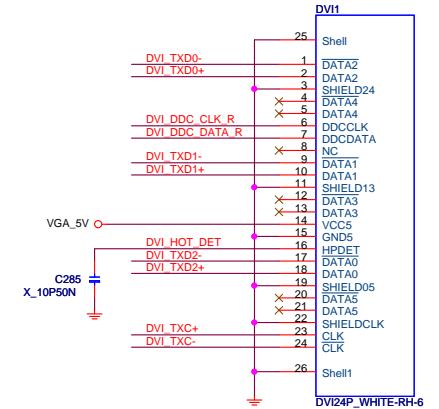 DVI1
25 Shell
DVI_TXD0- 1 DATA2
DVI_TXD0+ 2 DATA2
3 SHIELD24
4 DATA4
5 DATA4
DVI_DDC_CLK_R 6 DDCCLK
DVI_DDC_DATA_R 7 DDCDATA
8 NC
DVI_TXD1- 9 DATA1
DVI_TXD1+ 10 DATA1
11 SHIELD13
12 DATA3
13 DATA3
VGA_5V 14 VCC5
15 GND5
DVI_HOT_DET 16 HPDET
DVI_TXD2- 17 DATA0
DVI_TXD2+ 18 DATA0
C285
X_10P50N
19 SHIELD05
20 DATA5
21 DATA5
22 SHIELDCLK
DVI_TXC+ 23 CLK
DVI_TXC- 24 CLK
26 Shell1
DVI24P_WHITE-RH-6